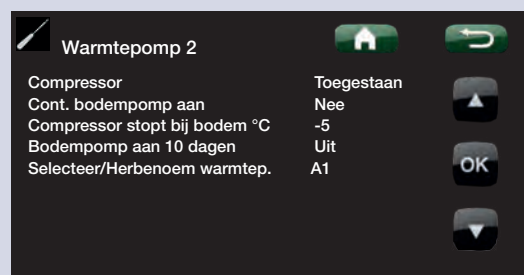 Warmtepomp 2
Compressor Toegestaan
Cont. bodempomp aan Nee
Compressor stopt bij bodem °C -5
Bodempomp aan 10 dagen Uit
Selecteer/Herbenoem warmtep. A1
OK